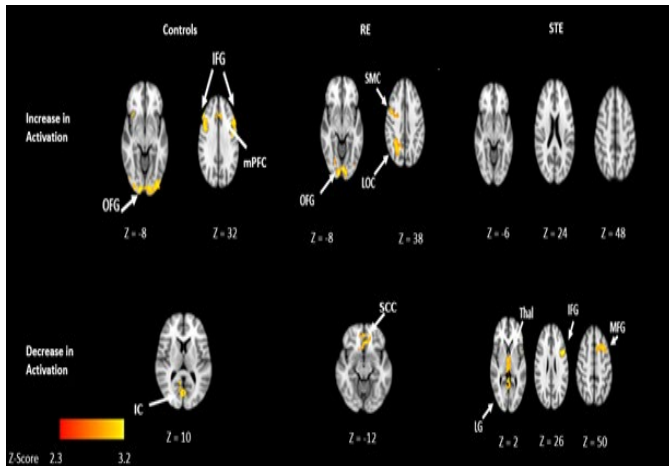 Controls RE STE
IFG
SMC
Increase in
Activation
mPFC
OFG
OFG
LOC
Z = -8 Z = 32 Z = -8 Z = 38 Z = -6 Z = 24 Z = 48
SCC
Thal IFG MFG
Decrease in
Activation
IC
LG
Z = 10 Z = -12 Z = 2 Z = 26 Z = 50
Z-Score 2.3 3.2